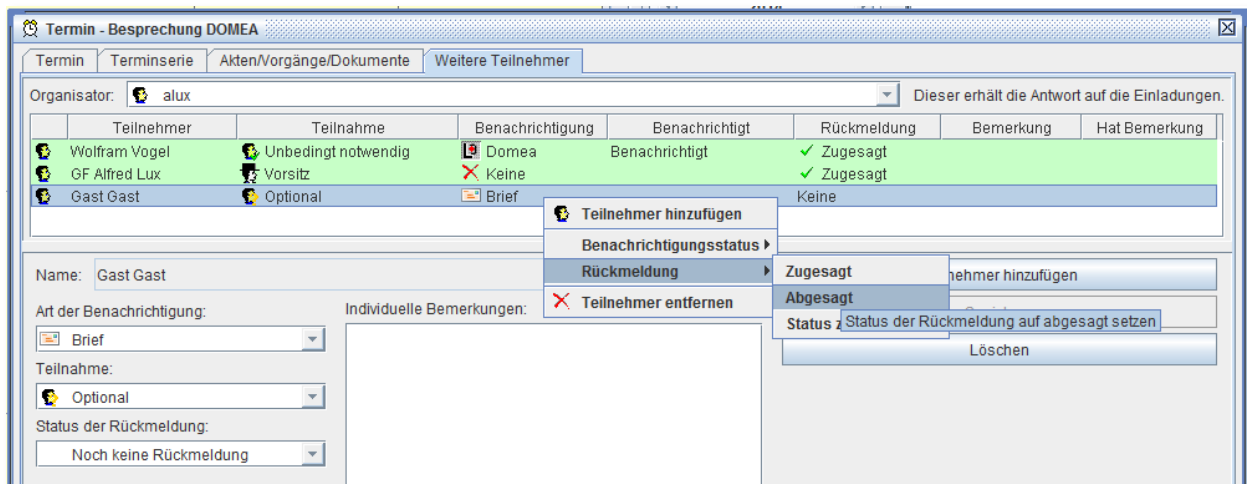 Termin - Besprechung DOMEA
Termin Terminserie Akten/Vorgänge/Dokumente Weitere Teilnehmer
Organisator: alux Dieser erhält die Antwort auf die Einladungen.
Teilnehmer Teilnahme Benachrichtigung Benachrichtigt Rückmeldung Bemerkung Hat Bemerkung
Wolfram Vogel Unbedingt notwendig Domea Benachrichtigt Zugesagt
GF Alfred Lux Vorsitz Keine Zugesagt
Gast Gast Optional Brief Keine
Teilnehmer hinzufügen
Benachrichtigungsstatus
Rückmeldung Zugesagt
Name: Gast Gast hinzufügen
Teilnehmer entfernen Abgesagt
Art der Benachrichtigung: Individuelle Bemerkungen:
Status Status der Rückmeldung auf abgesagt setzen
Brief Löschen
Teilnahme:
Optional
Status der Rückmeldung:
Noch keine Rückmeldung